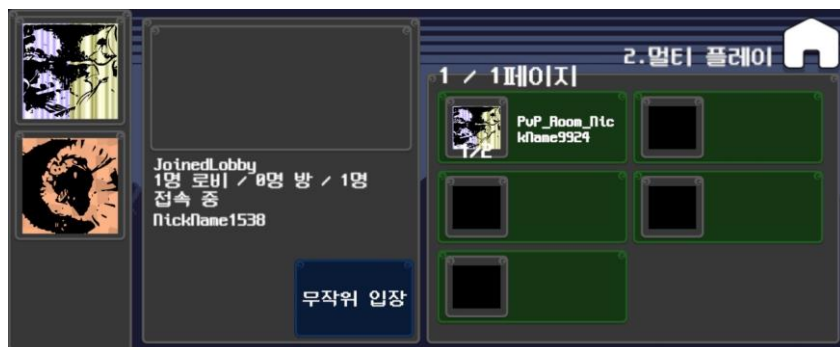 2.멀티 플레이
1 / 1페이지
PvP_Room_Nic
kName9924
1/2
JoinedLobby
1명 로비 / 0명 방 / 1명
접속 중
NickName1538
무작위 입장